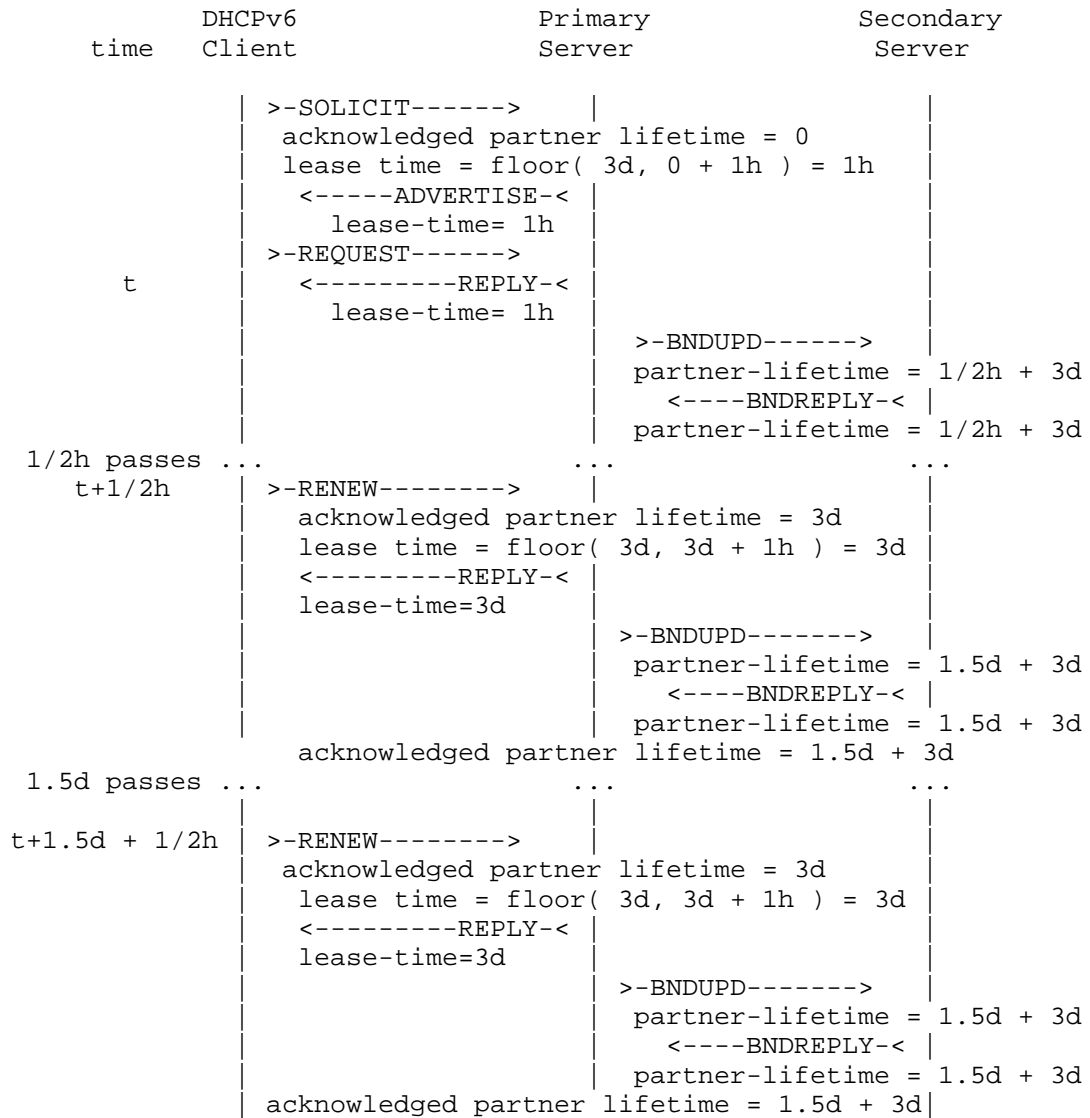 DHCPv6 Primary Secondary
time Client Server Server
| >-SOLICIT------> | |
| acknowledged partner lifetime = 0 |
| lease time = floor( 3d, 0 + 1h ) = 1h |
| <-----ADVERTISE-< | |
| lease-time= 1h | |
| >-REQUEST------> | |
t | <---------REPLY-< | |
| lease-time= 1h | |
| | >-BNDUPD------> |
| | partner-lifetime = 1/2h + 3d
| | <----BNDREPLY-< |
| | partner-lifetime = 1/2h + 3d
1/2h passes ... ... ...
t+1/2h | >-RENEW--------> | |
| acknowledged partner lifetime = 3d |
| lease time = floor( 3d, 3d + 1h ) = 3d |
| <---------REPLY-< | |
| lease-time=3d | |
| | >-BNDUPD-------> |
| | partner-lifetime = 1.5d + 3d
| | <----BNDREPLY-< |
| | partner-lifetime = 1.5d + 3d
acknowledged partner lifetime = 1.5d + 3d
1.5d passes ... ... ...
| | |
t+1.5d + 1/2h | >-RENEW--------> | |
| acknowledged partner lifetime = 3d |
| lease time = floor( 3d, 3d + 1h ) = 3d |
| <---------REPLY-< | |
| lease-time=3d | |
| | >-BNDUPD-------> |
| | partner-lifetime = 1.5d + 3d
| | <----BNDREPLY-< |
| | partner-lifetime = 1.5d + 3d
| acknowledged partner lifetime = 1.5d + 3d|